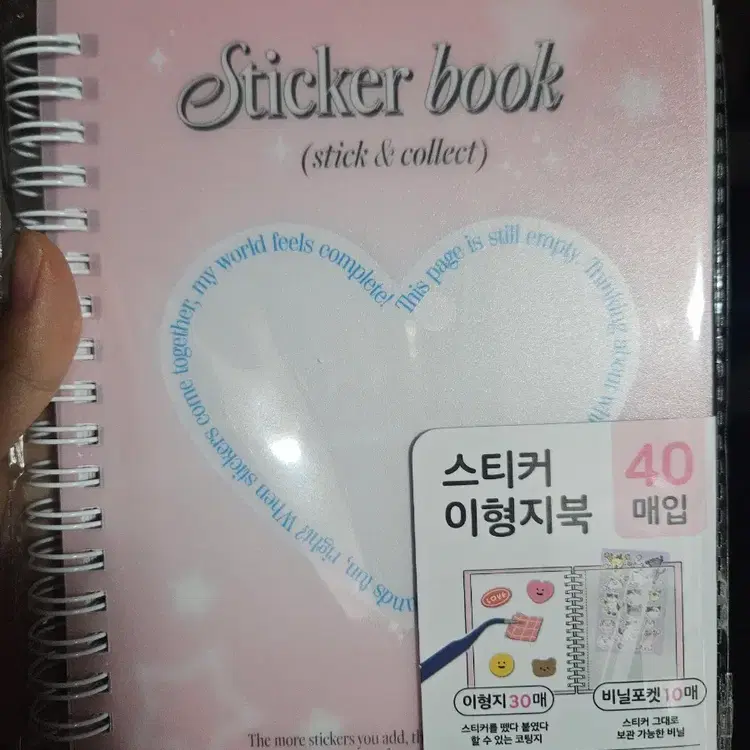 Sticker book
(stick & collect)
This page is still empty. Thinking about
ands fun, right? When stickers come together, my world feels complete!
스티커
이형지북
40
매입
LOVE
이형지 30매
비닐포켓 10매
스티커를 뗐다 붙였다
할 수 있는 코팅지
스티커 그대로
보관 가능한 비닐
The more stickers you add,